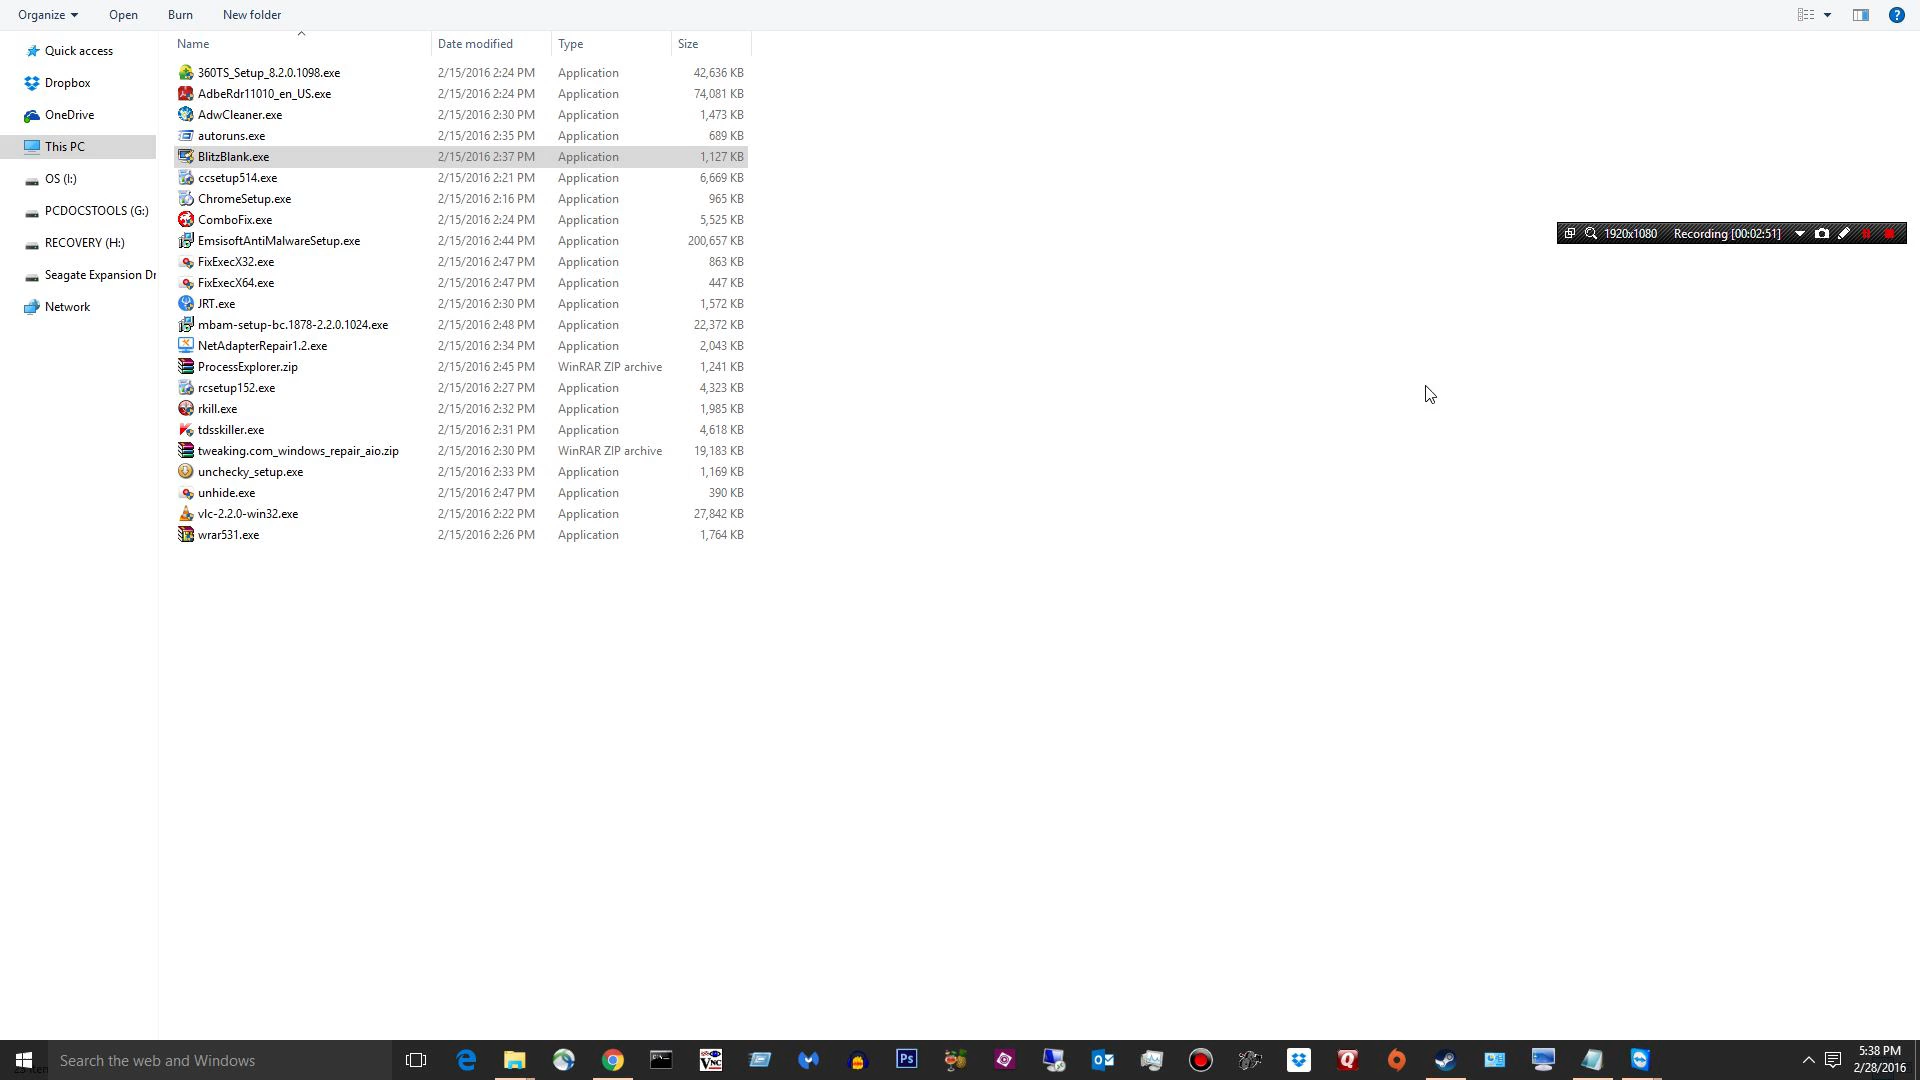 Organize Open Burn New folder
Name Date modified Type Size
Quick access
Dropbox
OneDrive
This PC
OS (I:)
PCDOCSTOOLS (G:)
RECOVERY (H:)
Seagate Expansion Dr
Network
360TS_Setup_8.2.0.1098.exe 2/15/2016 2:24 PM Application 42,636 KB
AdbeRdr11010_en_US.exe 2/15/2016 2:24 PM Application 74,081 KB
AdwCleaner.exe 2/15/2016 2:30 PM Application 1,473 KB
autoruns.exe 2/15/2016 2:35 PM Application 689 KB
BlitzBlank.exe 2/15/2016 2:37 PM Application 1,127 KB
ccsetup514.exe 2/15/2016 2:21 PM Application 6,669 KB
ChromeSetup.exe 2/15/2016 2:16 PM Application 965 KB
ComboFix.exe 2/15/2016 2:24 PM Application 5,525 KB
EmsisoftAntiMalwareSetup.exe 2/15/2016 2:44 PM Application 200,657 KB
FixExecX32.exe 2/15/2016 2:47 PM Application 863 KB
FixExecX64.exe 2/15/2016 2:47 PM Application 447 KB
JRT.exe 2/15/2016 2:30 PM Application 1,572 KB
mbam-setup-bc.1878-2.2.0.1024.exe 2/15/2016 2:48 PM Application 22,372 KB
NetAdapterRepair1.2.exe 2/15/2016 2:34 PM Application 2,043 KB
ProcessExplorer.zip 2/15/2016 2:45 PM WinRAR ZIP archive 1,241 KB
rcsetup152.exe 2/15/2016 2:27 PM Application 4,323 KB
rkill.exe 2/15/2016 2:32 PM Application 1,985 KB
tdsskiller.exe 2/15/2016 2:31 PM Application 4,618 KB
tweaking.com_windows_repair_aio.zip 2/15/2016 2:30 PM WinRAR ZIP archive 19,183 KB
unchecky_setup.exe 2/15/2016 2:33 PM Application 1,169 KB
unhide.exe 2/15/2016 2:47 PM Application 390 KB
vlc-2.2.0-win32.exe 2/15/2016 2:22 PM Application 27,842 KB
wrar531.exe 2/15/2016 2:26 PM Application 1,764 KB
1920x1080 Recording [00:02:51]
Search the web and Windows
VNC
Ps
5:38 PM
2/28/2016